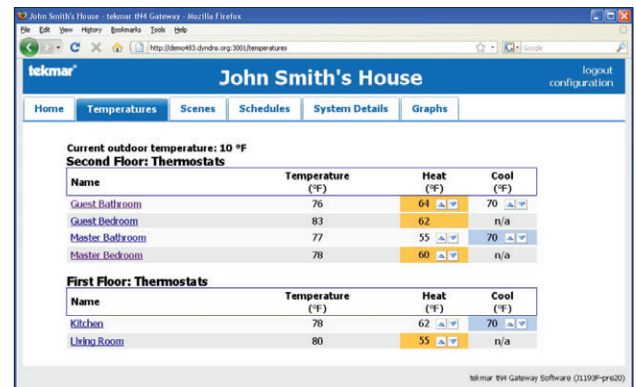 John Smith's House - tekmar tN4 Gateway - Mozilla Firefox
File Edit View History Bookmarks Tools Help
http://demo483.dyndns.org:3001/temperatures
Google
tekmar
John Smith's House
logout
configuration
Home Temperatures Scenes Schedules System Details Graphs
Current outdoor temperature: 10 °F
Second Floor: Thermostats
Name Temperature (°F) Heat (°F) Cool (°F)
Guest Bathroom 76 64 70
Guest Bedroom 83 62 n/a
Master Bathroom 77 55 70
Master Bedroom 78 60 n/a
First Floor: Thermostats
Name Temperature (°F) Heat (°F) Cool (°F)
Kitchen 78 62 70
Living Room 80 55 n/a
tekmar tN4 Gateway Software (J1193F-pre20)